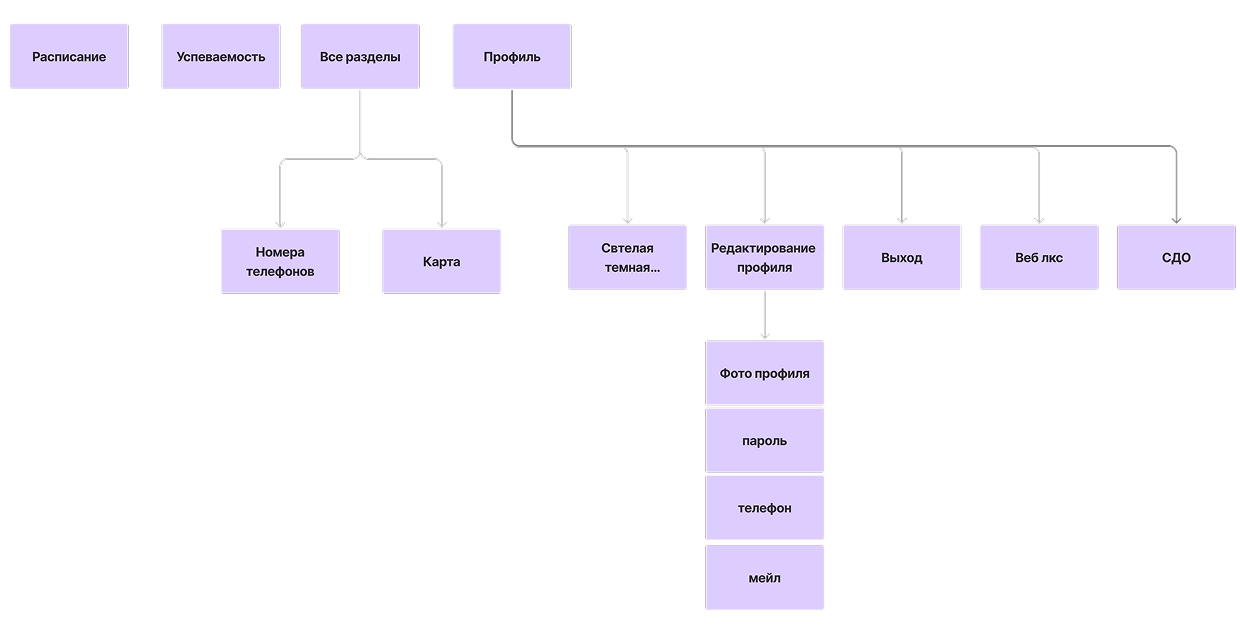 Расписание
Успеваемость
Все разделы
Профиль
Номера
телефонов
Карта
Свтелая
темная...
Редактирование
профиля
Выход
Веб лкс
СДО
Фото профиля
пароль
телефон
мейл